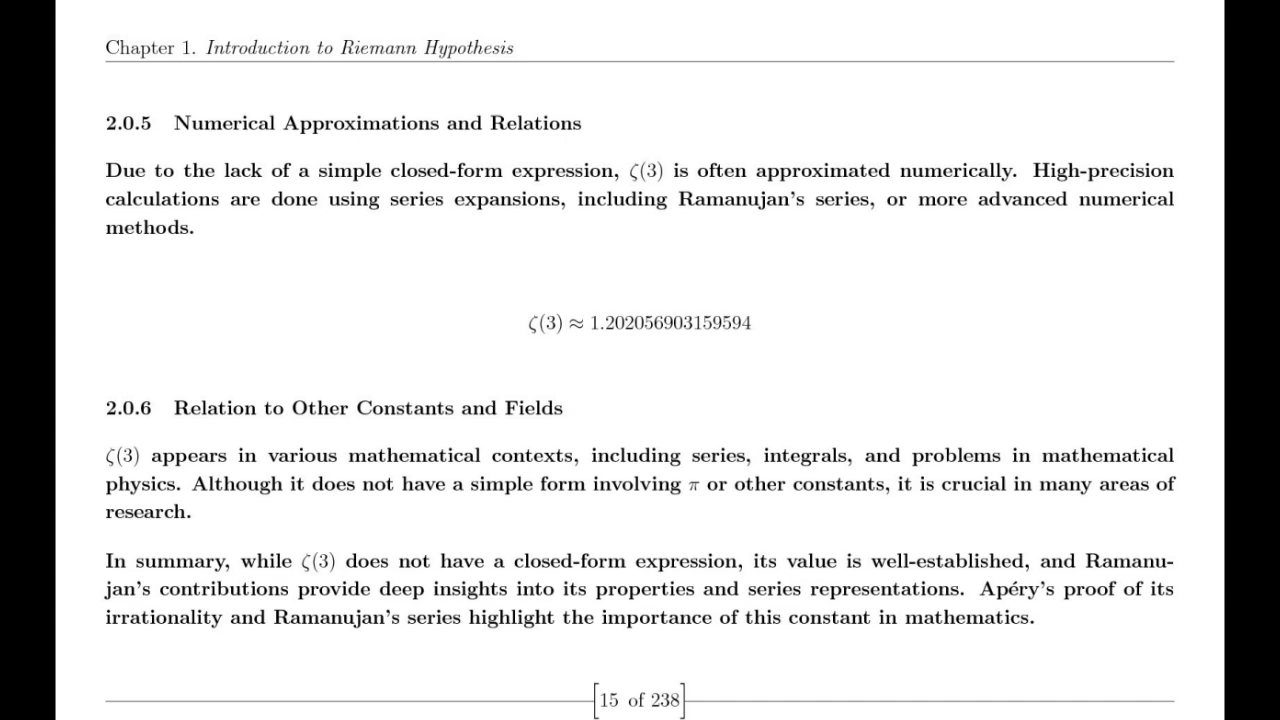 Chapter 1. Introduction to Riemann Hypothesis
2.0.5 Numerical Approximations and Relations
Due to the lack of a simple closed-form expression, ζ(3) is often approximated numerically. High-precision
calculations are done using series expansions, including Ramanujan's series, or more advanced numerical
methods.
ζ(3) ≈ 1.202056903159594
2.0.6 Relation to Other Constants and Fields
ζ(3) appears in various mathematical contexts, including series, integrals, and problems in mathematical
physics. Although it does not have a simple form involving π or other constants, it is crucial in many areas of
research.
In summary, while ζ(3) does not have a closed-form expression, its value is well-established, and Ramanu-
jan's contributions provide deep insights into its properties and series representations. Apéry's proof of its
irrationality and Ramanujan's series highlight the importance of this constant in mathematics.
[15 of 238]